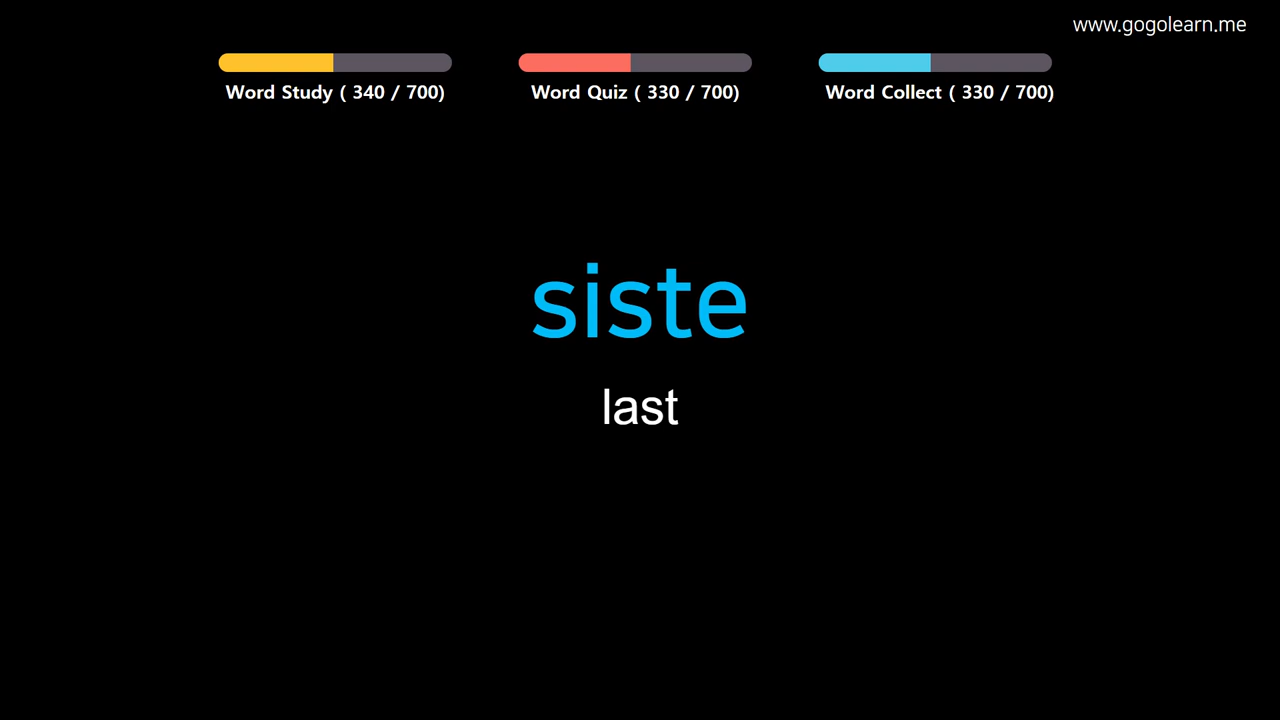 www.gogolearn.me
Word Study ( 340 / 700)
Word Quiz ( 330 / 700)
Word Collect ( 330 / 700)
siste
last